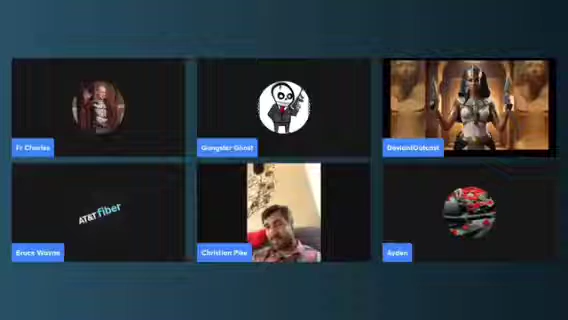 Fr Charles
Gangster Ghost
DeviantOutcast
AT&T fiber
Bruce Wayne
Christian Pike
Ayden